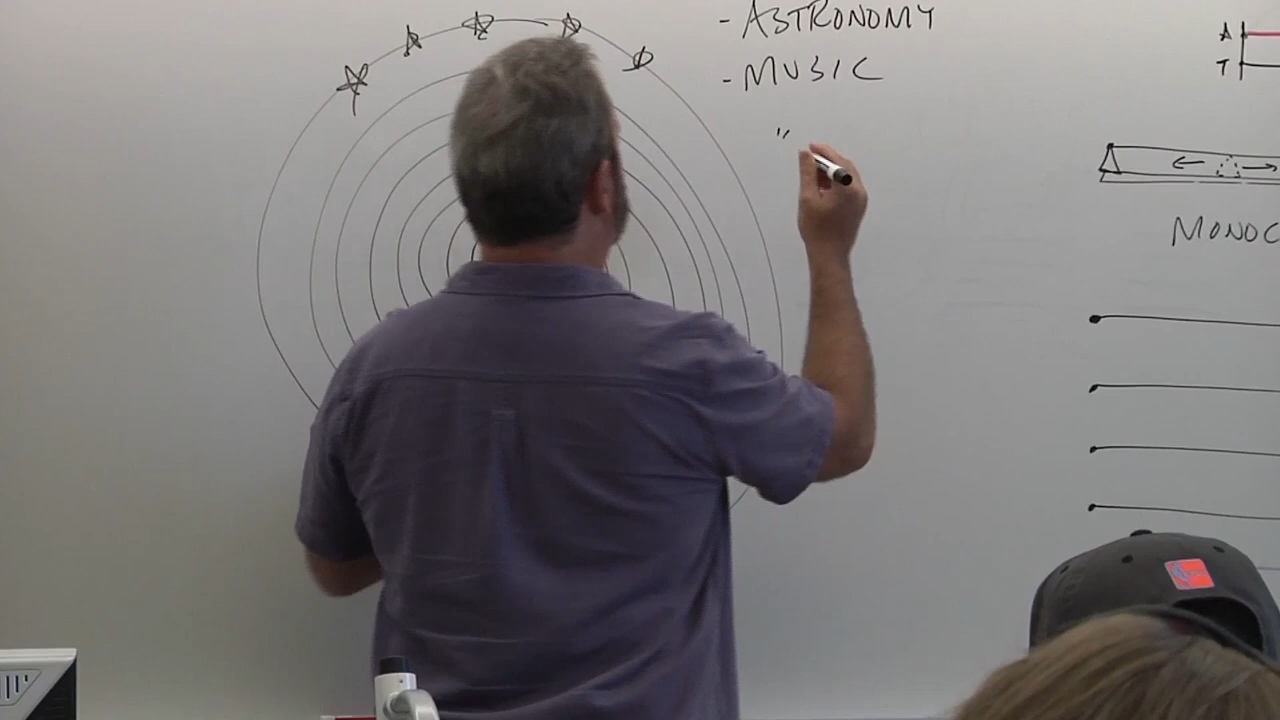 - ASTRONOMY
- MUSIC
"
A
T
MONOC